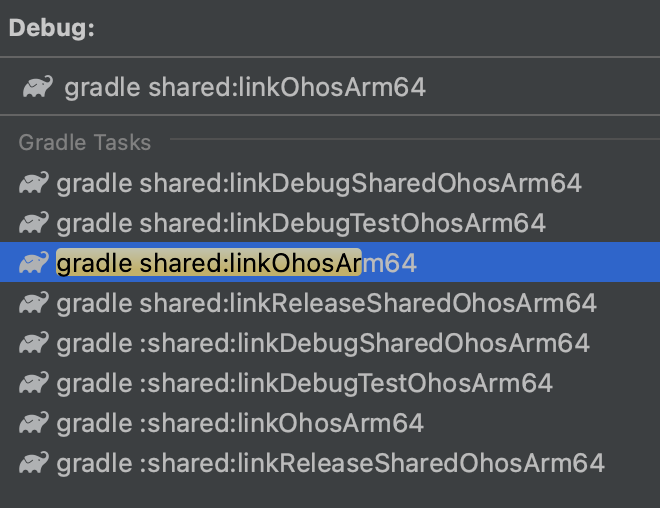 Debug:
gradle shared:linkOhosArm64
Gradle Tasks
gradle shared:linkDebugSharedOhosArm64
gradle shared:linkDebugTestOhosArm64
gradle shared:linkOhosArm64
gradle shared:linkReleaseSharedOhosArm64
gradle :shared:linkDebugSharedOhosArm64
gradle :shared:linkDebugTestOhosArm64
gradle :shared:linkOhosArm64
gradle :shared:linkReleaseSharedOhosArm64